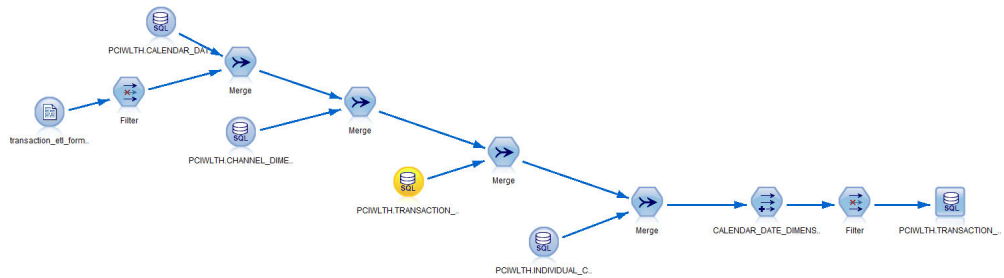 SQL
PCIWLTH.CALENDAR_DAT
Merge
Filter
transaction_etl_form..
Merge
SQL
PCIWLTH.CHANNEL_DIME..
Merge
SQL
PCIWLTH.TRANSACTION_..
Merge
CALENDAR_DATE_DIMENS..
Filter
SQL
PCIWLTH.TRANSACTION_..
SQL
PCIWLTH.INDIVIDUAL_C..